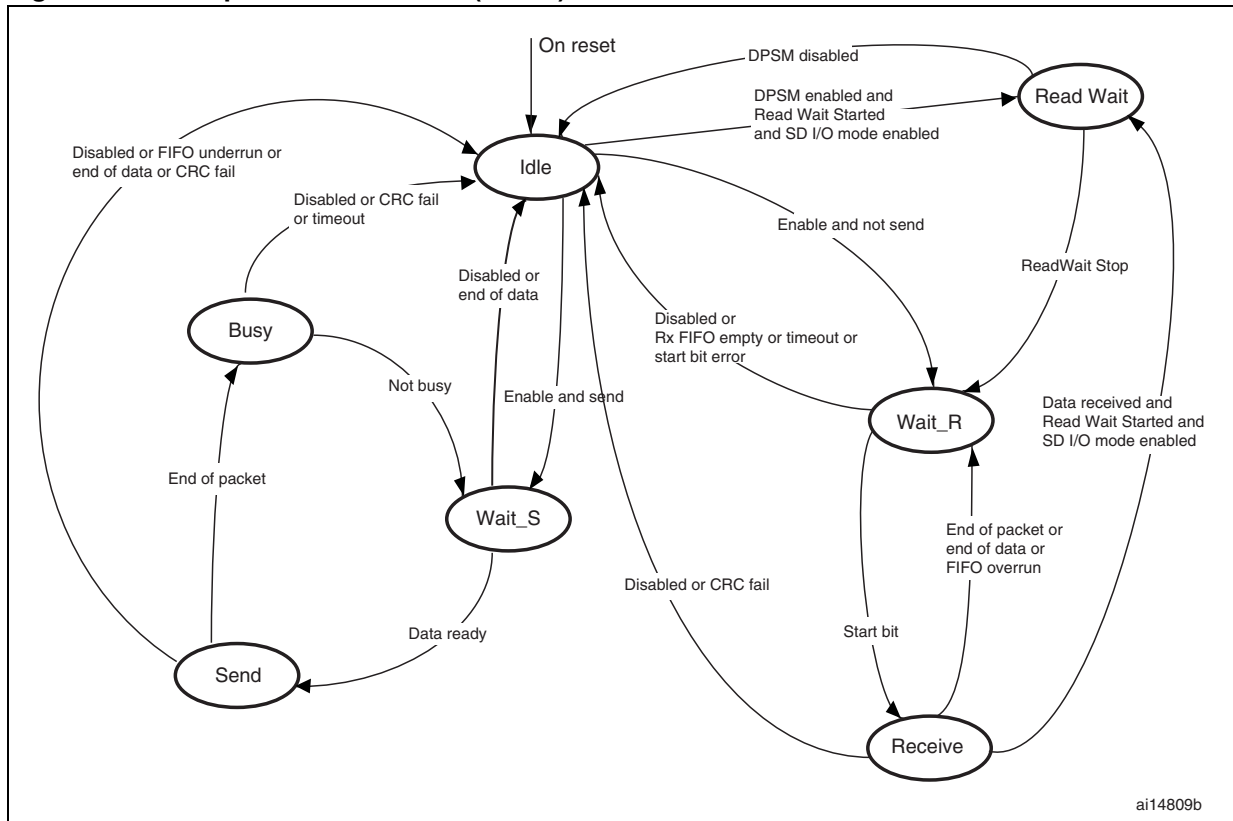 On reset
DPSM disabled
Read Wait
DPSM enabled and
Read Wait Started
and SD I/O mode enabled
Disabled or FIFO underrun or
end of data or CRC fail
Idle
Disabled or CRC fail
or timeout
Enable and not send
Disabled or
end of data
ReadWait Stop
Disabled or
Rx FIFO empty or timeout or
start bit error
Busy
Not busy
Enable and send
Wait_R
Data received and
Read Wait Started and
SD I/O mode enabled
End of packet
Wait_S
End of packet or
end of data or
FIFO overrun
Disabled or CRC fail
Data ready
Start bit
Send
Receive
ai14809b